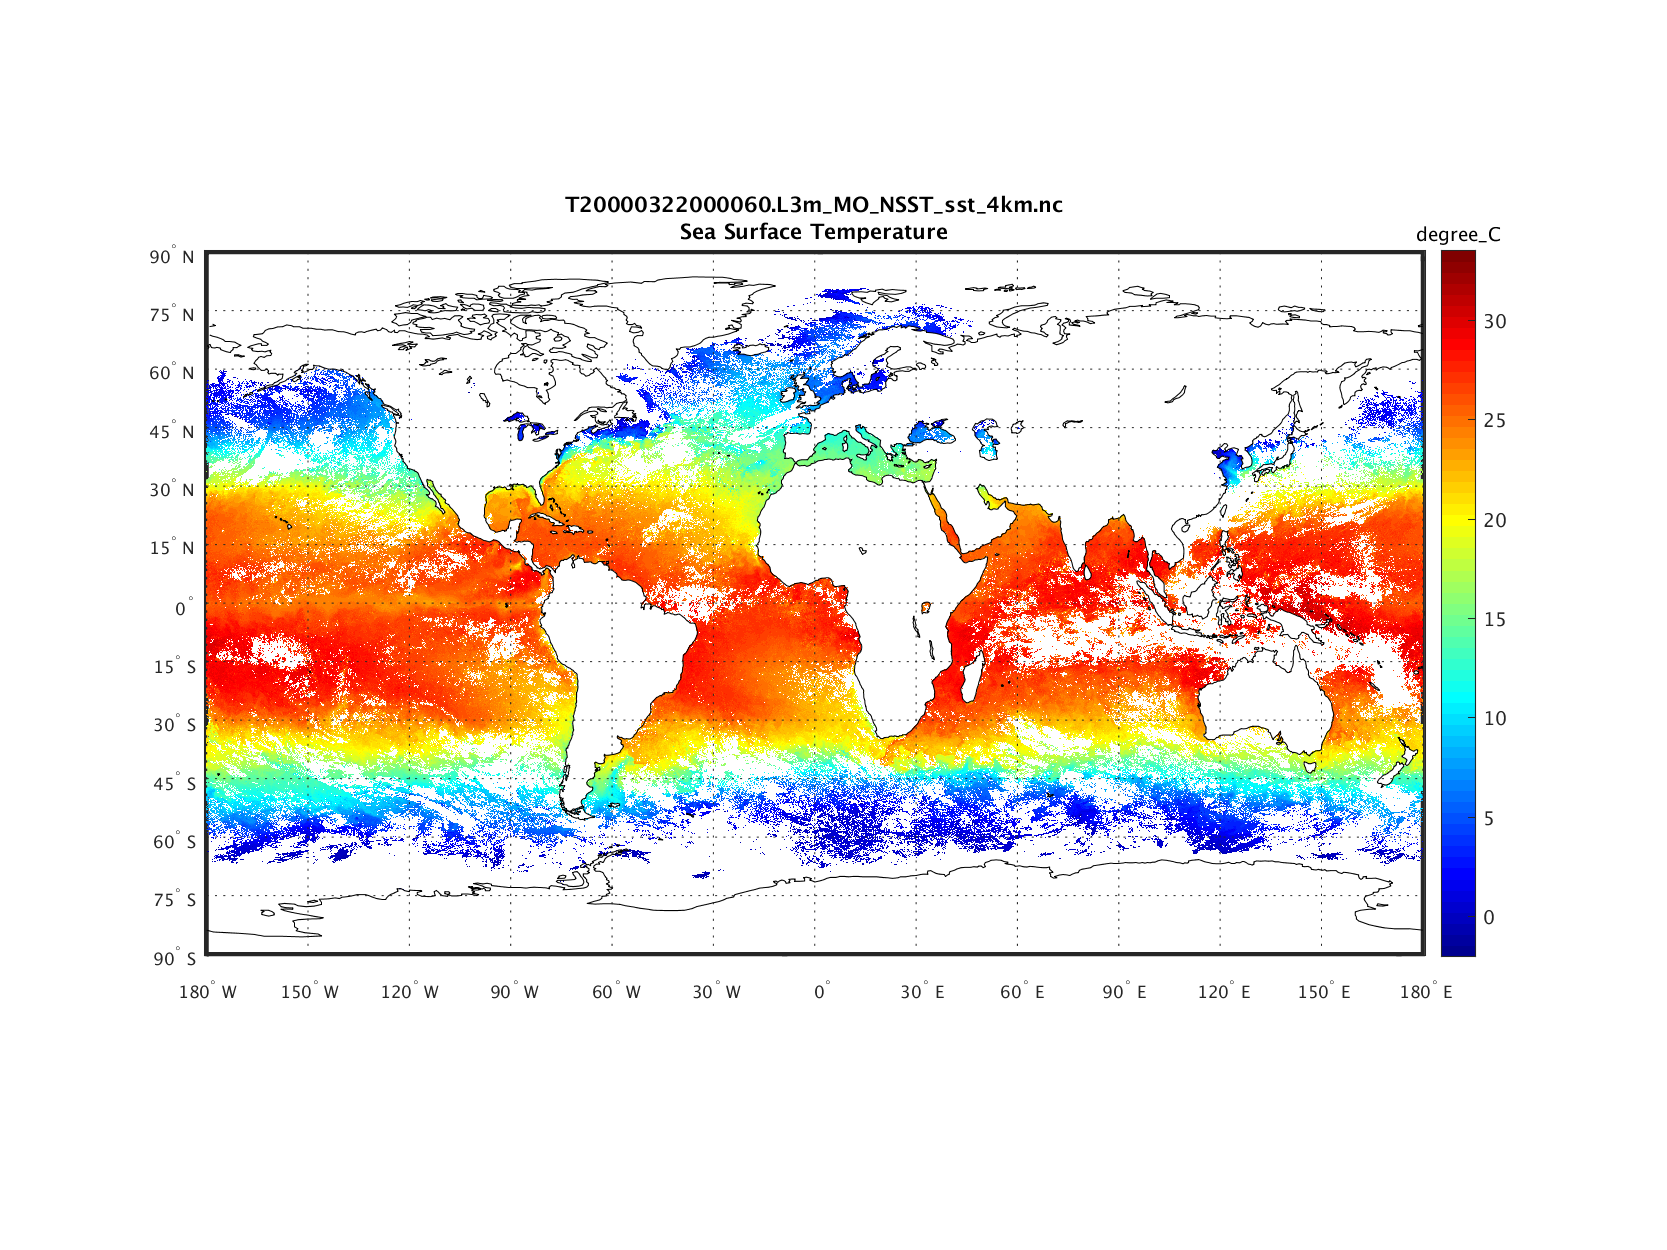 T20000322000060.L3m_MO_NSST_sst_4km.nc
Sea Surface Temperature
degree_C
90° N
75° N
60° N
45° N
30° N
15° N
0°
15° S
30° S
45° S
60° S
75° S
90° S
180° W
150° W
120° W
90° W
60° W
30° W
0°
30° E
60° E
90° E
120° E
150° E
180° E
30
25
20
15
10
5
0